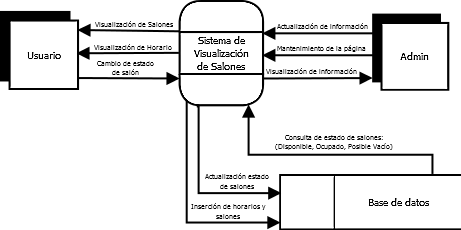 Visualización de Salones
Visualización de Horario
Cambio de estado
de salón
Usuario
Sistema de
Visualización
de Salones
Actualización de información
Mantenimiento de la página
Visualización de información
Admin
Consulta de estado de salones:
(Disponible, Ocupado, Posible Vacío)
Actualización estado
de salones
Inserción de horarios y
salones
Base de datos